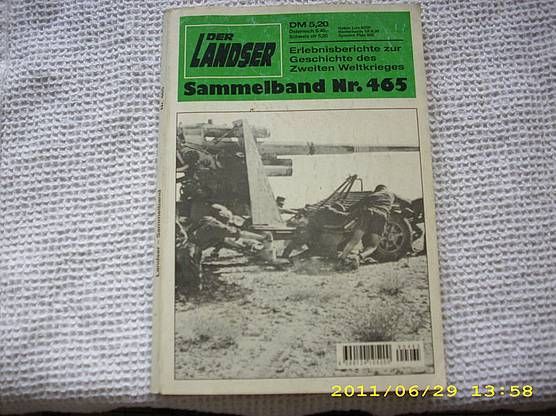 DER
LANDSER
DM 5,20
Erlebnisberichte zur
Geschichte des
Zweiten Weltkrieges
Sammelband Nr. 465
Landser - Sammelband
2011/06/29 13:58